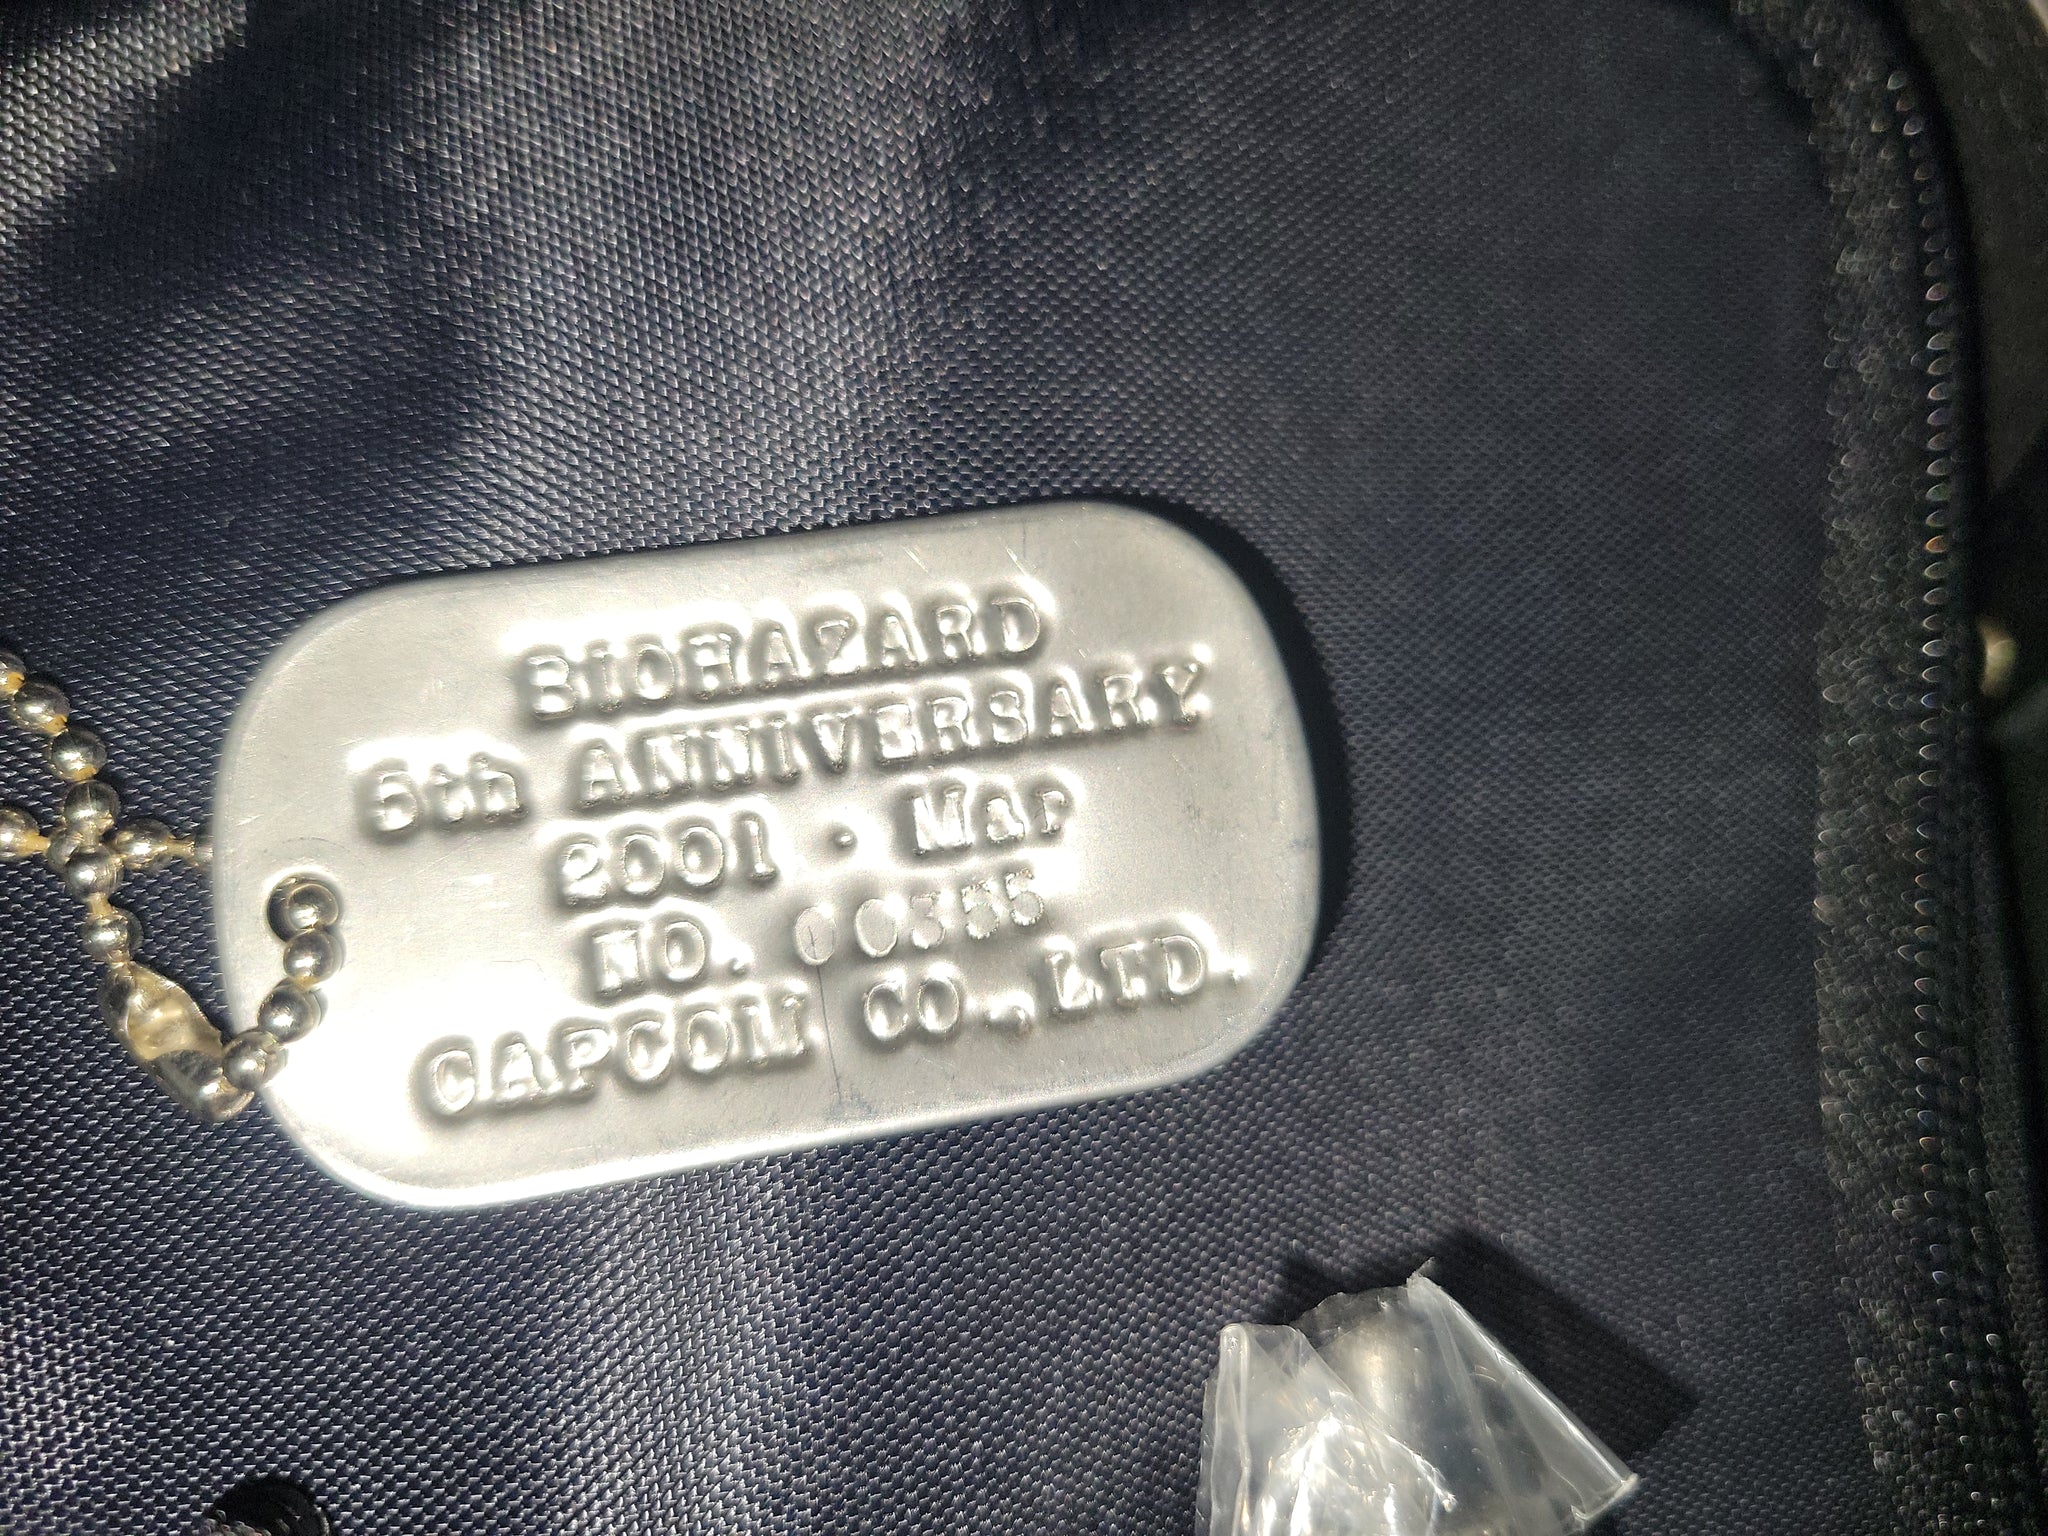 BIOHAZARD
5th ANNIVERSARY
2001 · Mar
NO. 00355
CAPCOM CO.,LTD.